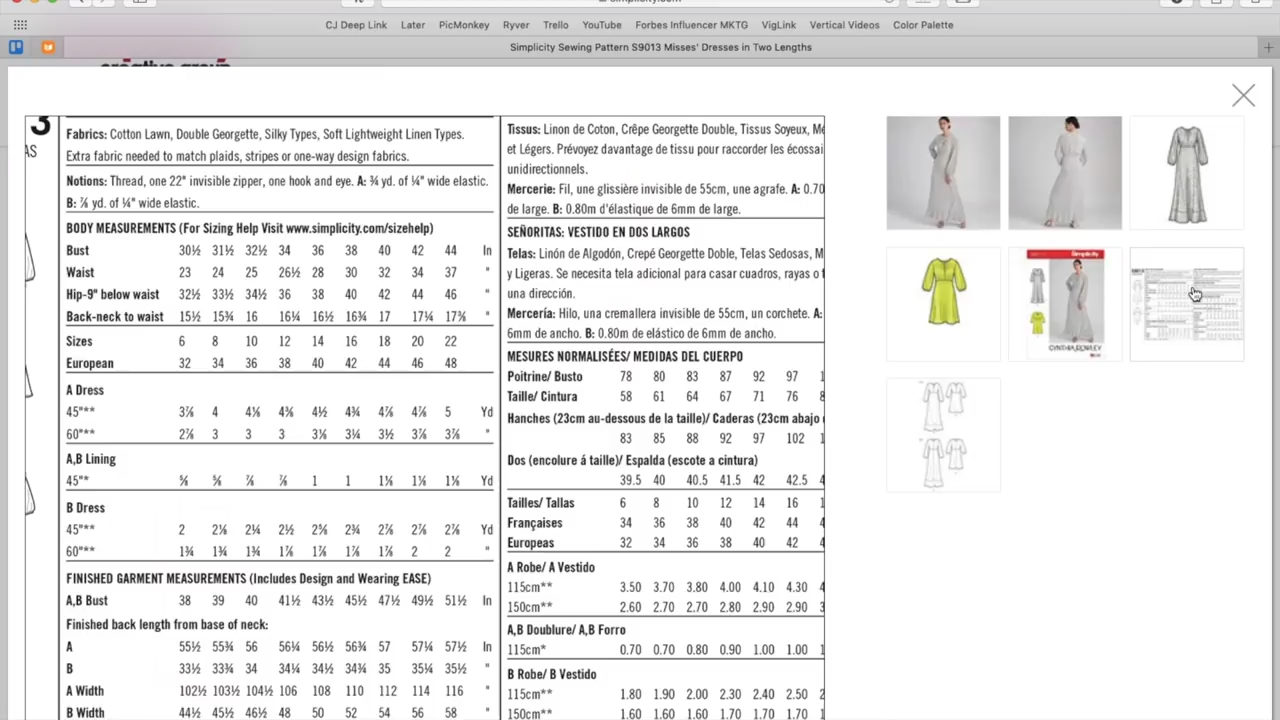 simplicity.com
CJ Deep Link Later PicMonkey Ryver Trello YouTube Forbes Influencer MKTG VigLink Vertical Videos Color Palette
Simplicity Sewing Pattern S9013 Misses' Dresses in Two Lengths
creative group
3
AS
Fabrics: Cotton Lawn, Double Georgette, Silky Types, Soft Lightweight Linen Types.
Extra fabric needed to match plaids, stripes or one-way design fabrics.
Notions: Thread, one 22" invisible zipper, one hook and eye. A: ¾ yd. of ¼" wide elastic.
B: ⅞ yd. of ¼" wide elastic.
BODY MEASUREMENTS (For Sizing Help Visit www.simplicity.com/sizehelp)
Bust 30½ 31½ 32½ 34 36 38 40 42 44 In
Waist 23 24 25 26½ 28 30 32 34 37 "
Hip-9" below waist 32½ 33½ 34½ 36 38 40 42 44 46 "
Back-neck to waist 15½ 15¾ 16 16¼ 16½ 16¾ 17 17¼ 17⅜ "
Sizes 6 8 10 12 14 16 18 20 22
European 32 34 36 38 40 42 44 46 48
A Dress
45"** 3⅞ 4 4⅛ 4⅜ 4½ 4¾ 4⅞ 4⅞ 5 Yd
60"** 2⅞ 3 3 3 3⅛ 3¼ 3½ 3⅞ 3⅞ "
A,B Lining
45"* ⅞ ⅞ 1 1 1⅛ 1⅛ Yd
B Dress
45"** 2 2⅛ 2¼ 2½ 2⅝ 2¾ 2⅞ 2⅞ 2⅞ Yd
60"** 1¾ 1¾ 1¾ 1⅞ 1⅞ 1⅞ 1⅞ 2 2 "
FINISHED GARMENT MEASUREMENTS (Includes Design and Wearing EASE)
A,B Bust 38 39 40 41½ 43½ 45½ 47½ 49½ 51½ In
Finished back length from base of neck:
A 55½ 55¾ 56 56¼ 56½ 56¾ 57 57¼ 57½ In
B 33½ 33¾ 34 34¼ 34½ 34¾ 35 35¼ 35½ "
A Width 102½ 103½ 104½ 106 108 110 112 114 116 "
B Width 44½ 45½ 46½ 48 50 52 54 56 58 "
Tissus: Linon de Coton, Crêpe Georgette Double, Tissus Soyeux,
et Légers. Prévoyez davantage de tissu pour raccorder les écossai
unidirectionnels.
Mercerie: Fil, une glissière invisible de 55cm, une agrafe. A: 0.70
de large. B: 0.80m d'élastique de 6mm de large.
SEÑORITAS: VESTIDO EN DOS LARGOS
Telas: Linón de Algodón, Crepé Georgette Doble, Telas Sedosas, M
y Ligeras. Se necesita tela adicional para casar cuadros, rayas o t
una dirección.
Mercería: Hilo, una cremallera invisible de 55cm, un corchete. A:
6mm de ancho. B: 0.80m de elástico de 6mm de ancho.
MESURES NORMALISÉES/ MEDIDAS DEL CUERPO
Poitrine/ Busto 78 80 83 87 92 97 1
Taille/ Cintura 58 61 64 67 71 76 8
Hanches (23cm au-dessous de la taille)/ Caderas (23cm abajo
83 85 88 92 97 102 1
Dos (encolure á taille)/ Espalda (escote a cintura)
39.5 40 40.5 41.5 42 42.5 4
Tailles/ Tallas 6 8 10 12 14 16 1
Françaises 34 36 38 40 42 44 4
Europeas 32 34 36 38 40 42 4
A Robe/ A Vestido
115cm** 3.50 3.70 3.80 4.00 4.10 4.30 4
150cm** 2.60 2.70 2.70 2.80 2.90 2.90 3
A,B Doublure/ A,B Forro
115cm* 0.70 0.70 0.80 0.90 1.00 1.00 1
B Robe/ B Vestido
115cm** 1.80 1.90 2.00 2.30 2.40 2.50 2
150cm** 1.60 1.60 1.60 1.70 1.70 1.70 1
Simplicity
CYNTHIA ROWLEY